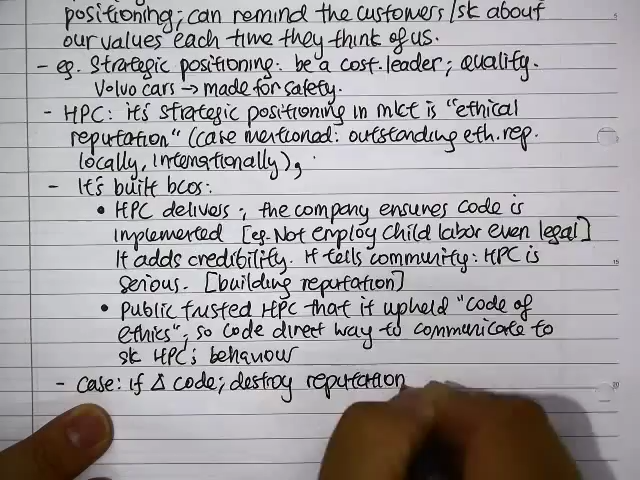 positioning; can remind the customers/sk about
our values each time they think of us.
- eg. Strategic positioning: be a cost-leader; quality.
Volvo cars → made for safety.
- HPC: it's strategic positioning in mkt is "ethical
reputation" (case mentioned: outstanding eth.rep.
locally, internationally),
- It's built bcos:
• HPC delivers; the company ensures code is
implemented [eg. Not employ child labor even legal]
It adds credibility. It tells community: HPC is
serious. [building reputation]
• Public trusted HPC that it upheld "code of
ethics", so code direct way to communicate to
sk HPC's behaviour
- case: if Δ code; destroy reputation